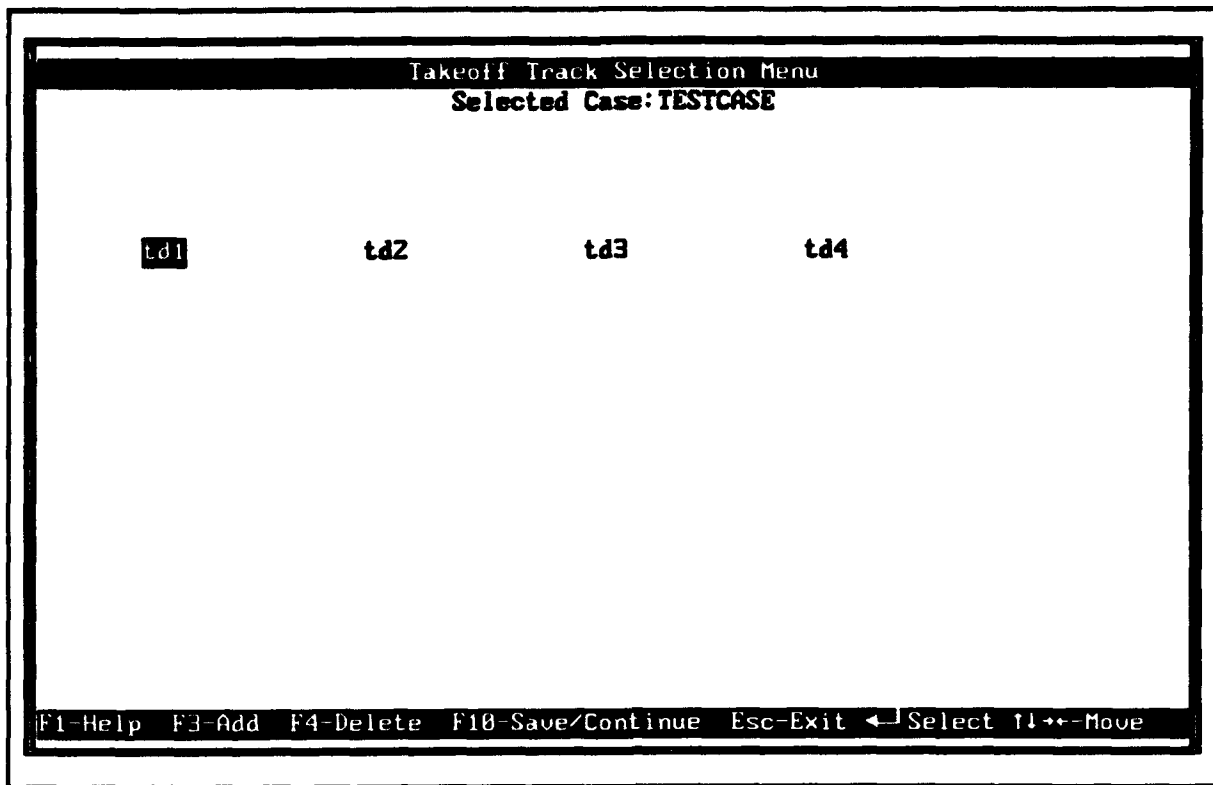 Takeoff Track Selection Menu
Selected Case:TESTCASE
td1 td2 td3 td4
F1-Help F3-Add F4-Delete F10-Save/Continue Esc-Exit ◄┘Select ↑↓→←-Move